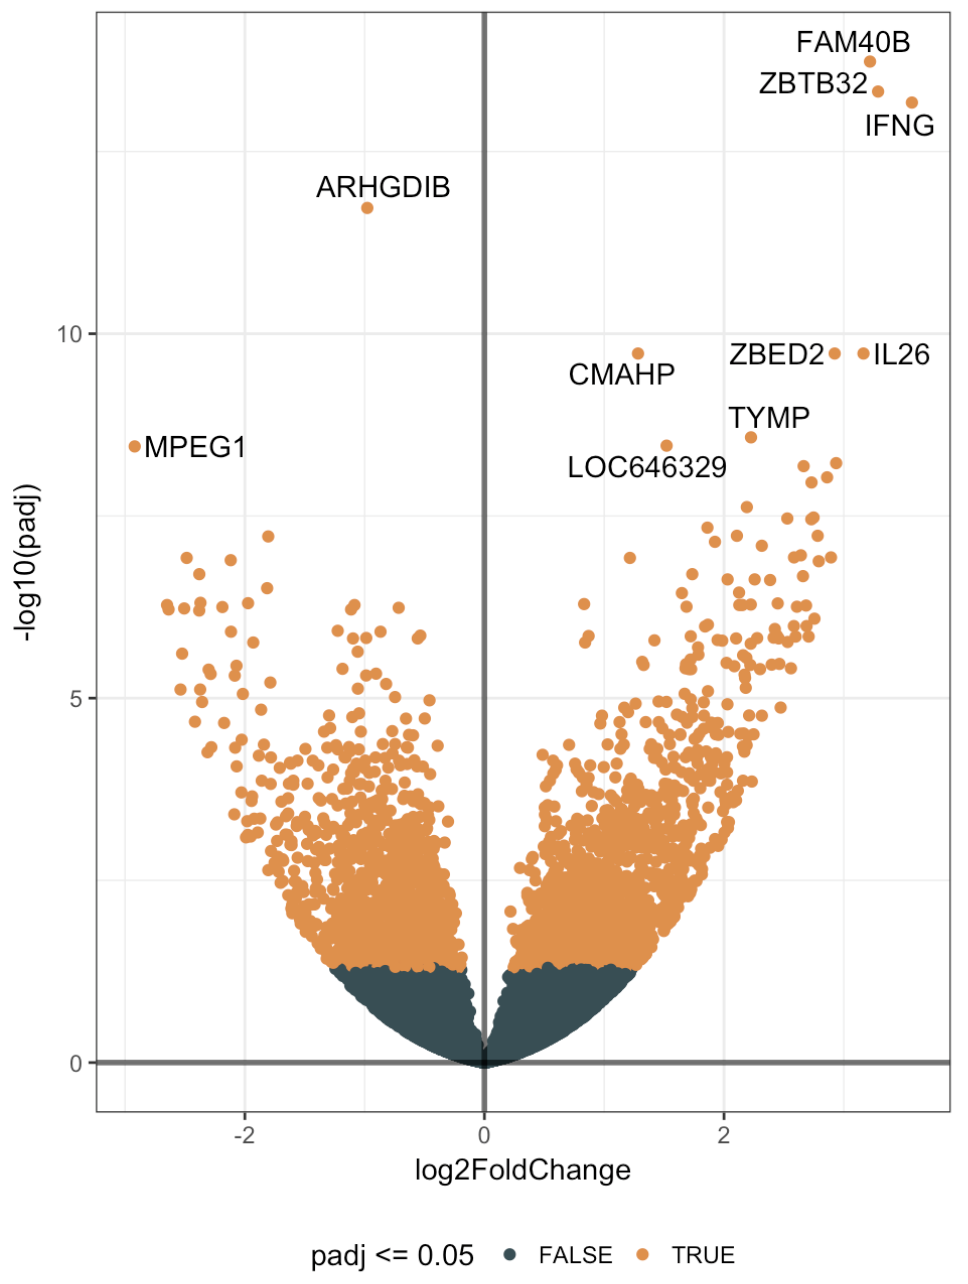 FAM40B
ZBTB32
IFNG
ARHGDIB
10
ZBED2
IL26
CMAHP
TYMP
MPEG1
LOC646329
-log10(padj)
5
0
-2
0
2
log2FoldChange
padj <= 0.05 FALSE TRUE